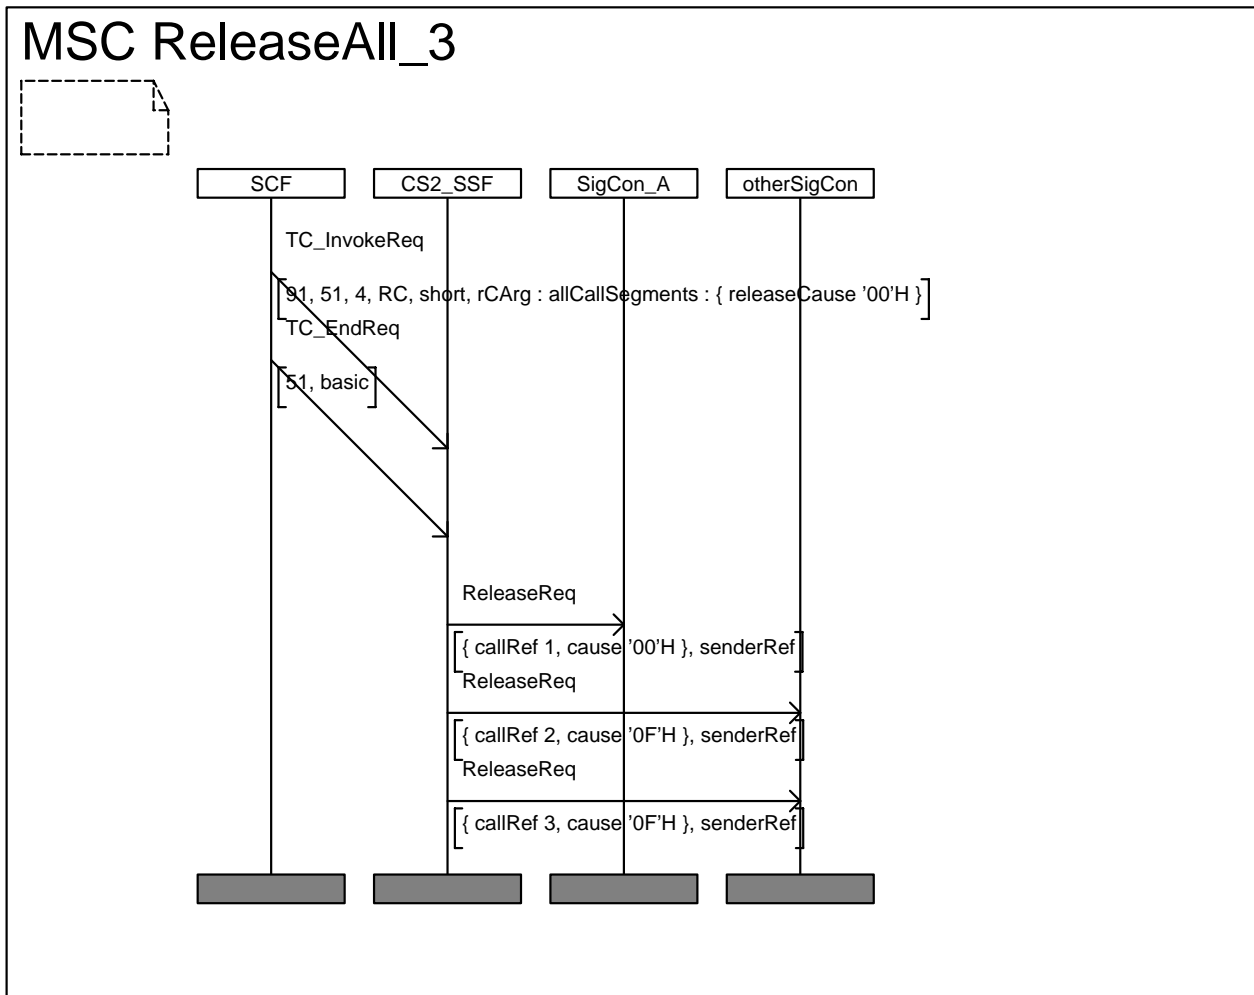 MSC ReleaseAll_3
SCF CS2_SSF SigCon_A otherSigCon
TC_InvokeReq
91, 51, 4, RC, short, rCArg : allCallSegments : { releaseCause '00'H }
TC_EndReq
51, basic
ReleaseReq
{ callRef 1, cause '00'H }, senderRef
ReleaseReq
{ callRef 2, cause '0F'H }, senderRef
ReleaseReq
{ callRef 3, cause '0F'H }, senderRef